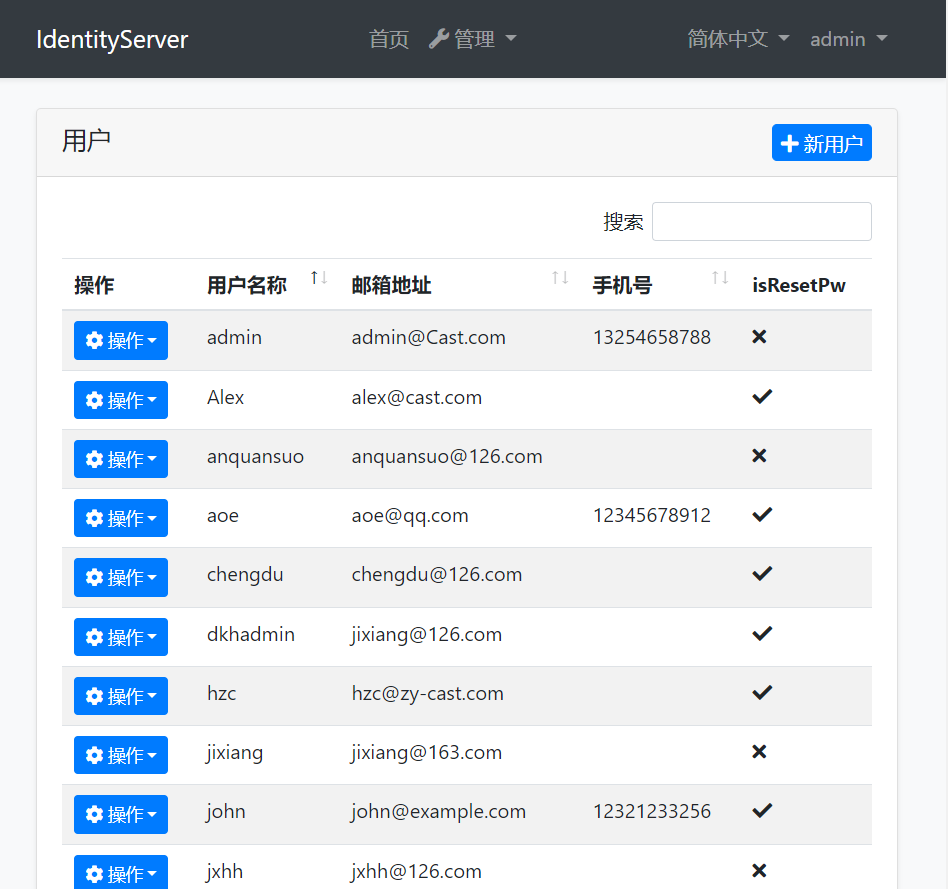 IdentityServer 首页 管理 简体中文 admin
用户 新用户
搜索
操作 用户名称 邮箱地址 手机号 isResetPw
操作 admin admin@Cast.com 13254658788
操作 Alex alex@cast.com
操作 anquansuo anquansuo@126.com
操作 aoe aoe@qq.com 12345678912
操作 chengdu chengdu@126.com
操作 dkhadmin jixiang@126.com
操作 hzc hzc@zy-cast.com
操作 jixiang jixiang@163.com
操作 john john@example.com 12321233256
操作 jxhh jxhh@126.com